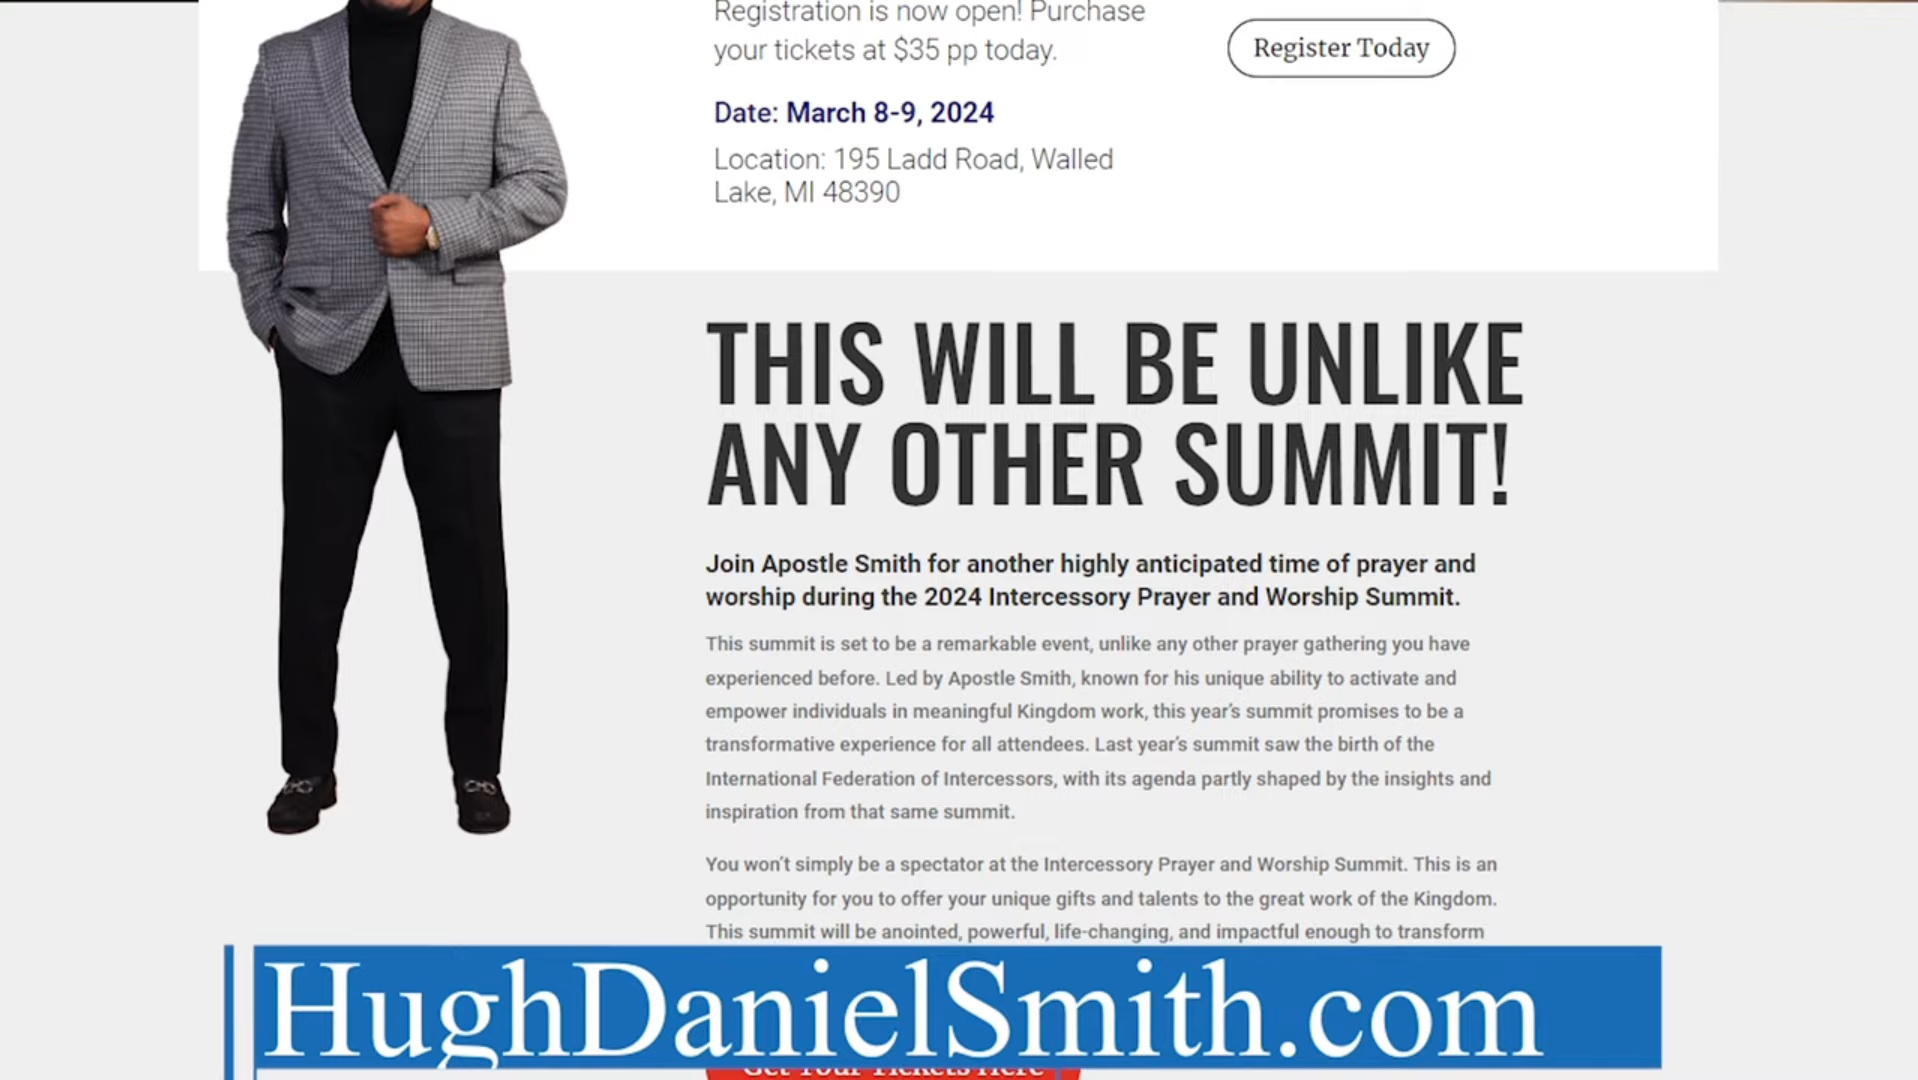 Registration is now open! Purchase
your tickets at $35 pp today.
Register Today
Date: March 8-9, 2024
Location: 195 Ladd Road, Walled
Lake, MI 48390
THIS WILL BE UNLIKE
ANY OTHER SUMMIT!
Join Apostle Smith for another highly anticipated time of prayer and
worship during the 2024 Intercessory Prayer and Worship Summit.
This summit is set to be a remarkable event, unlike any other prayer gathering you have
experienced before. Led by Apostle Smith, known for his unique ability to activate and
empower individuals in meaningful Kingdom work, this year's summit promises to be a
transformative experience for all attendees. Last year's summit saw the birth of the
International Federation of Intercessors, with its agenda partly shaped by the insights and
inspiration from that same summit.
You won't simply be a spectator at the Intercessory Prayer and Worship Summit. This is an
opportunity for you to offer your unique gifts and talents to the great work of the Kingdom.
This summit will be anointed, powerful, life-changing, and impactful enough to transform
HughDanielSmith.com
Get Your Tickets Here